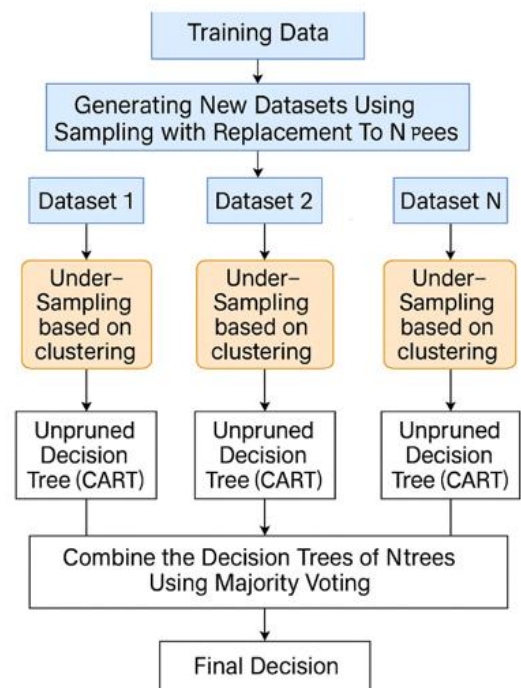 Training Data
Generating New Datasets Using
Sampling with Replacement To N Pees
Dataset 1
Dataset 2
Dataset N
Under-
Sampling
based on
clustering
Under-
Sampling
based on
clustering
Under-
Sampling
based on
clustering
Unpruned
Decision
Tree (CART)
Unpruned
Decision
Tree (CART)
Unpruned
Decision
Tree (CART)
Combine the Decision Trees of Ntrees
Using Majority Voting
Final Decision